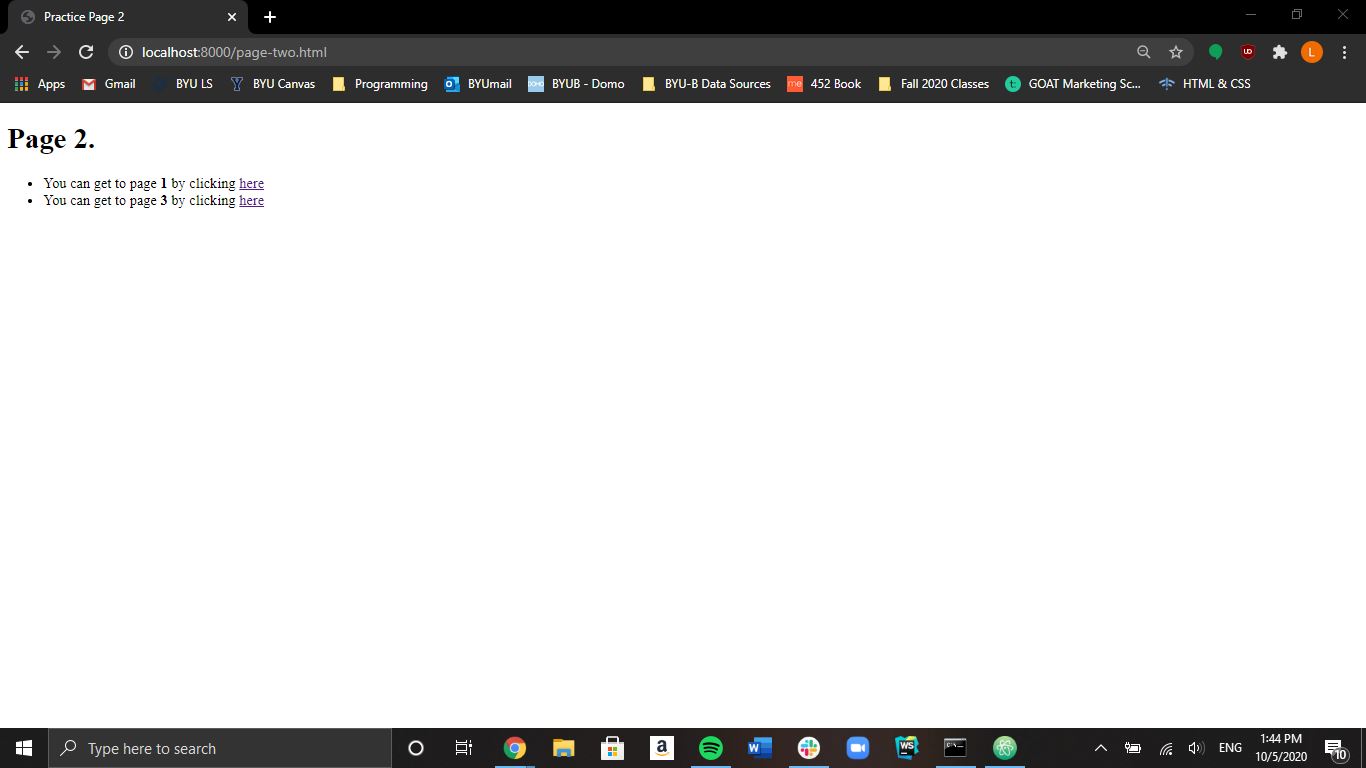 Practice Page 2
localhost:8000/page-two.html
Apps Gmail BYU LS BYU Canvas Programming BYUmail BYUB - Domo BYU-B Data Sources 452 Book Fall 2020 Classes GOAT Marketing Sc... HTML & CSS
Page 2.
• You can get to page 1 by clicking here
• You can get to page 3 by clicking here
Type here to search
ENG
1:44 PM
10/5/2020
10